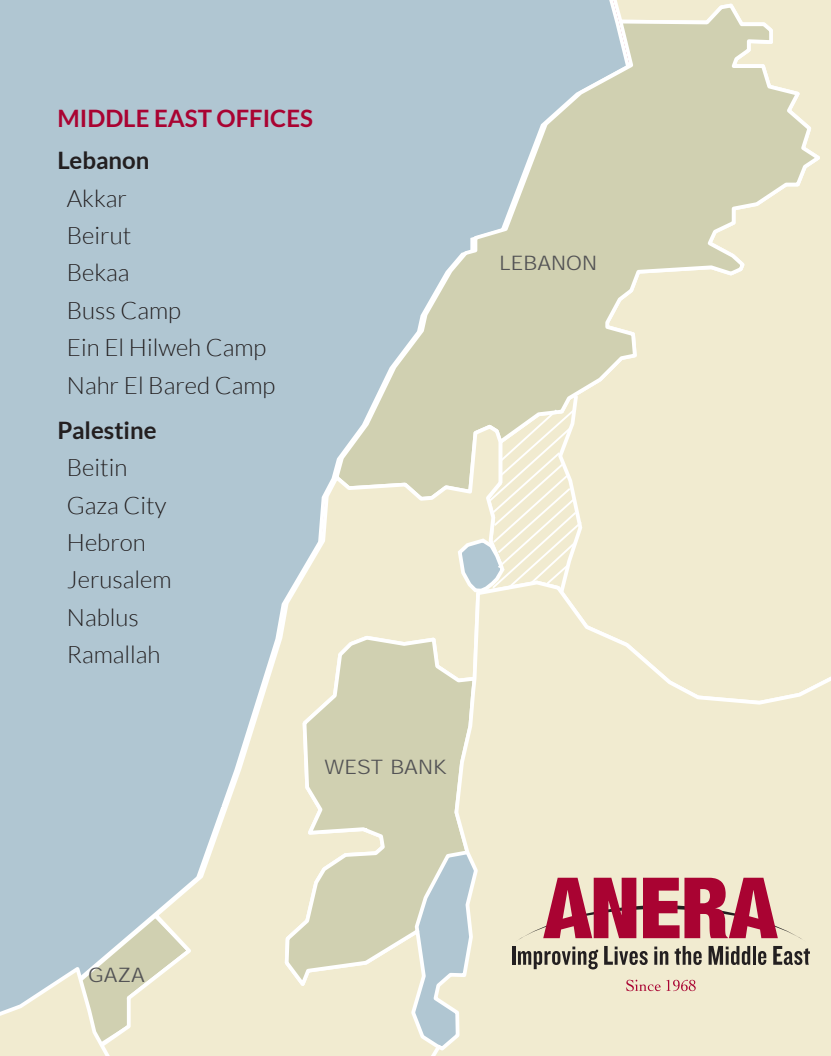 MIDDLE EAST OFFICES
Lebanon
Akkar
Beirut
Bekaa
Buss Camp
Ein El Hilweh Camp
Nahr El Bared Camp
Palestine
Beitin
Gaza City
Hebron
Jerusalem
Nablus
Ramallah
LEBANON
WEST BANK
GAZA
ANERA
Improving Lives in the Middle East
Since 1968